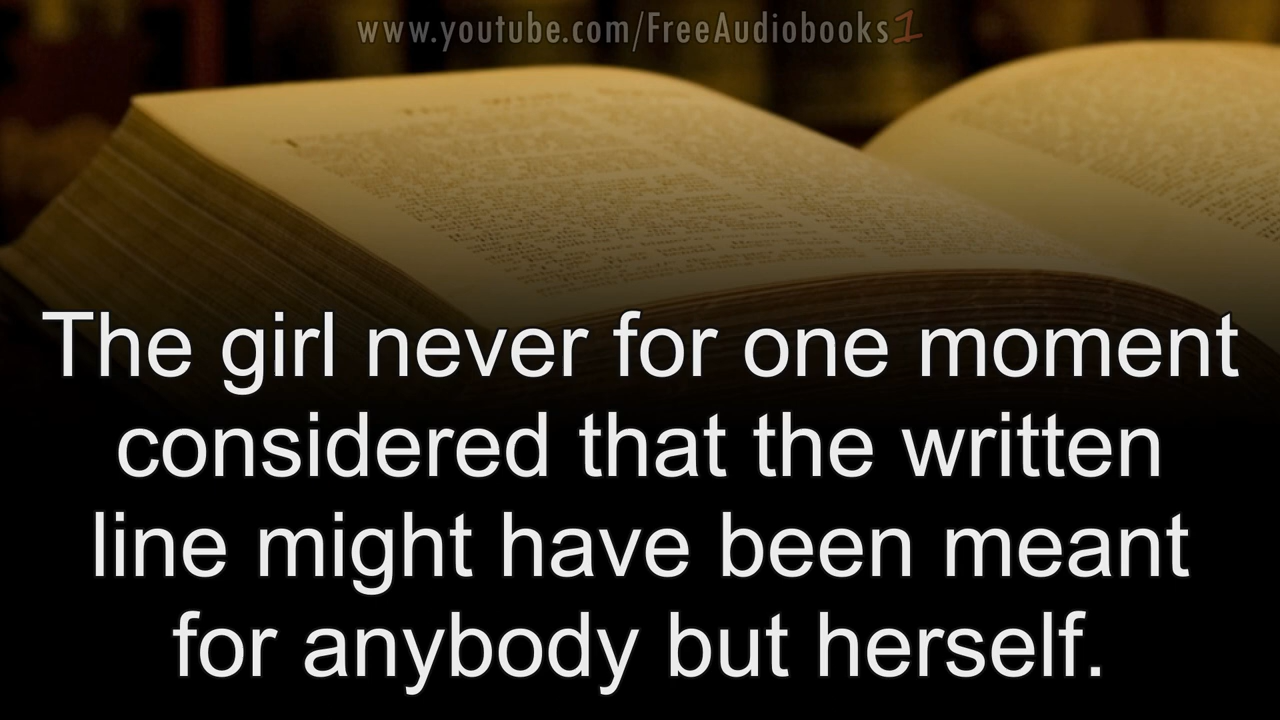 www.youtube.com/FreeAudiobooks1
The girl never for one moment
considered that the written
line might have been meant
for anybody but herself.